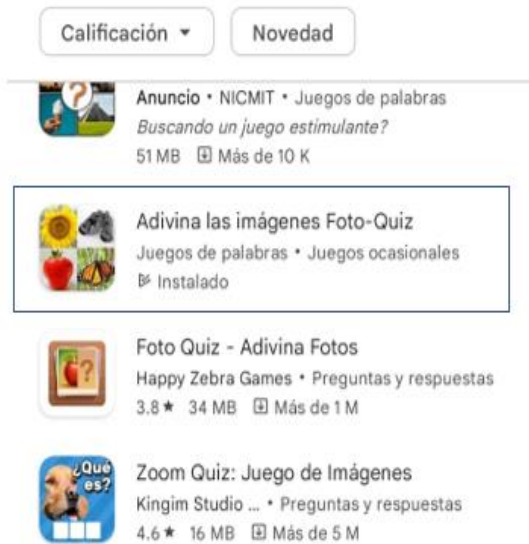 Calificación
Novedad
Anuncio • NICMIT • Juegos de palabras
Buscando un juego estimulante?
51 MB Más de 10 K
Adivina las imágenes Foto-Quiz
Juegos de palabras • Juegos ocasionales
Instalado
Foto Quiz - Adivina Fotos
Happy Zebra Games • Preguntas y respuestas
3.8★ 34 MB Más de 1 M
¿Qué
es?
Zoom Quiz: Juego de Imágenes
Kingim Studio ... • Preguntas y respuestas
4.6★ 16 MB Más de 5 M